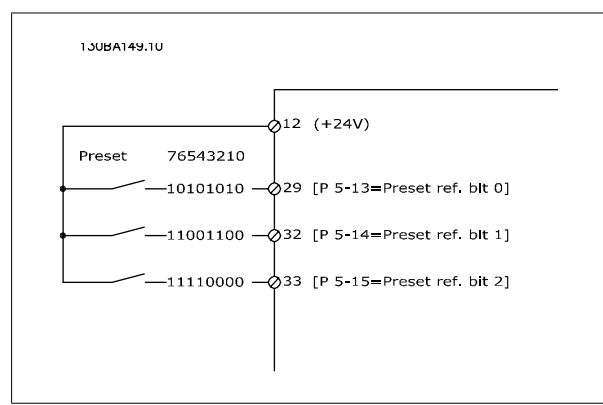 130BA149.10
12 (+24V)
Preset 76543210
10101010 29 [P 5-13=Preset ref. bit 0]
11001100 32 [P 5-14=Preset ref. bit 1]
11110000 33 [P 5-15=Preset ref. bit 2]